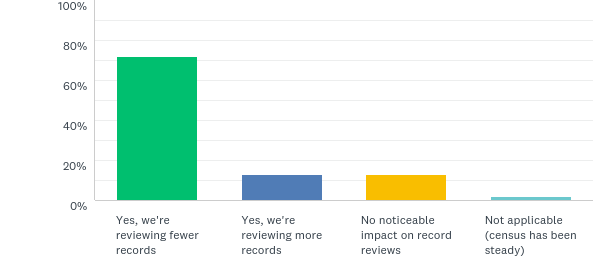 100%
80%
60%
40%
20%
0%
Yes, we're
reviewing fewer
records
Yes, we're
reviewing more
records
No noticeable
impact on record
reviews
Not applicable
(census has been
steady)